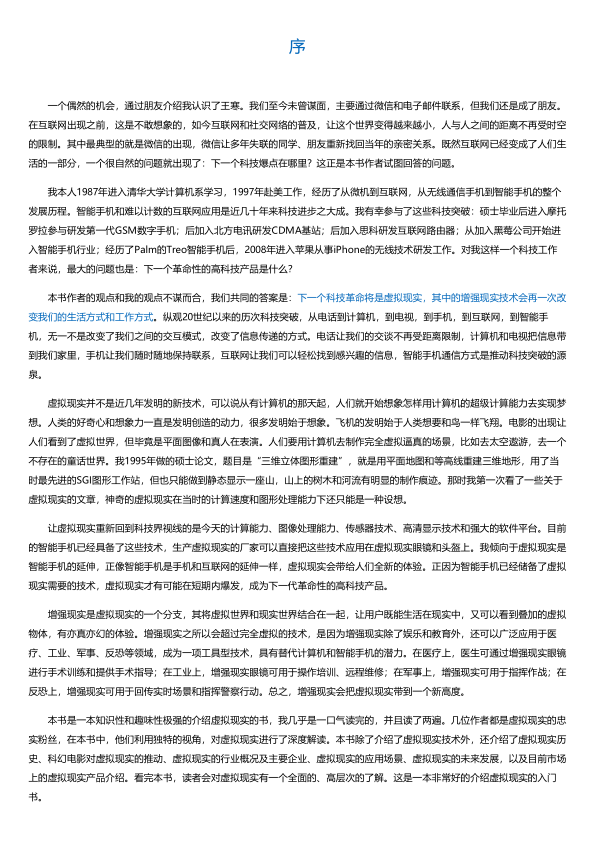 序
一个偶然的机会，通过朋友介绍我认识了王寒。我们至今未曾谋面，主要通过微信和电子邮件联系，但我们还是成了朋友。
在互联网出现之前，这是不敢想象的，如今互联网和社交网络的普及，让这个世界变得越来越小，人与人之间的距离不再受时空
的限制。其中最典型的就是微信的出现，微信让多年失联的同学、朋友重新找回当年的亲密关系。既然互联网已经变成了人们生
活的一部分，一个很自然的问题就出现了：下一个科技爆点在哪里？这正是本书作者试图回答的问题。
我本人1987年进入清华大学计算机系学习，1997年赴美工作，经历了从微机到互联网，从无线通信手机到智能手机的整个
发展历程。智能手机和难以计数的互联网应用是近几十年来科技进步之大成。我有幸参与了这些科技突破：硕士毕业后进入摩托
罗拉参与研发第一代GSM数字手机；后加入北方电讯研发CDMA基站；后加入思科研发互联网路由器；从加入黑莓公司开始进
入智能手机行业；经历了Palm的Treo智能手机后，2008年进入苹果从事iPhone的无线技术研发工作。对我这样一个科技工作
者来说，最大的问题也是：下一个革命性的高科技产品是什么？
本书作者的观点和我的观点不谋而合，我们共同的答案是：下一个科技革命将是虚拟现实，其中的增强现实技术会再一次改
变我们的生活方式和工作方式。纵观20世纪以来的历次科技突破，从电话到计算机，到电视，到手机，到互联网，到智能手
机，无一不是改变了我们之间的交互模式，改变了信息传递的方式。电话让我们的交谈不再受距离限制，计算机和电视把信息带
到我们家里，手机让我们随时随地保持联系，互联网让我们可以轻松找到感兴趣的信息，智能手机通信方式是推动科技突破的源
泉。
虚拟现实并不是近几年发明的新技术，可以说从有计算机的那天起，人们就开始想象怎样用计算机的超级计算能力去实现梦
想。人类的好奇心和想象力一直是发明创造的动力，很多发明始于想象。飞机的发明始于人类想要和鸟一样飞翔。电影的出现让
人们看到了虚拟世界，但毕竟是平面图像和真人在表演。人们要用计算机去制作完全虚拟逼真的场景，比如去太空遨游，去一个
不存在的童话世界。我1995年做的硕士论文，题目是“三维立体图形重建”，就是用平面地图和等高线重建三维地形，用了当
时最先进的SGI图形工作站，但也只能做到静态显示一座山，山上的树木和河流有明显的制作痕迹。那时我第一次看了一些关于
虚拟现实的文章，神奇的虚拟现实在当时的计算速度和图形处理能力下还只能是一种设想。
让虚拟现实重新回到科技界视线的是今天的计算能力、图像处理能力、传感器技术、高清显示技术和强大的软件平台。目前
的智能手机已经具备了这些技术，生产虚拟现实的厂家可以直接把这些技术应用在虚拟现实眼镜和头盔上。我倾向于虚拟现实是
智能手机的延伸，正像智能手机是手机和互联网的延伸一样，虚拟现实会带给人们全新的体验。正因为智能手机已经储备了虚拟
现实需要的技术，虚拟现实才有可能在短期内爆发，成为下一代革命性的高科技产品。
增强现实是虚拟现实的一个分支，其将虚拟世界和现实世界结合在一起，让用户既能生活在现实中，又可以看到叠加的虚拟
物体，有亦真亦幻的体验。增强现实之所以会超过完全虚拟的技术，是因为增强现实除了娱乐和教育外，还可以广泛应用于医
疗、工业、军事、反恐等领域，成为一项工具型技术，具有替代计算机和智能手机的潜力。在医疗上，医生可通过增强现实眼镜
进行手术训练和提供手术指导；在工业上，增强现实眼镜可用于操作培训、远程维修；在军事上，增强现实可用于指挥作战；在
反恐上，增强现实可用于回传实时场景和指挥警察行动。总之，增强现实会把虚拟现实带到一个新高度。
本书是一本知识性和趣味性极强的介绍虚拟现实的书，我几乎是一口气读完的，并且读了两遍。几位作者都是虚拟现实的忠
实粉丝，在本书中，他们利用独特的视角，对虚拟现实进行了深度解读。本书除了介绍了虚拟现实技术外，还介绍了虚拟现实历
史、科幻电影对虚拟现实的推动、虚拟现实的行业概况及主要企业、虚拟现实的应用场景、虚拟现实的未来发展，以及目前市场
上的虚拟现实产品介绍。看完本书，读者会对虚拟现实有一个全面的、高层次的了解。这是一本非常好的介绍虚拟现实的入门
书。